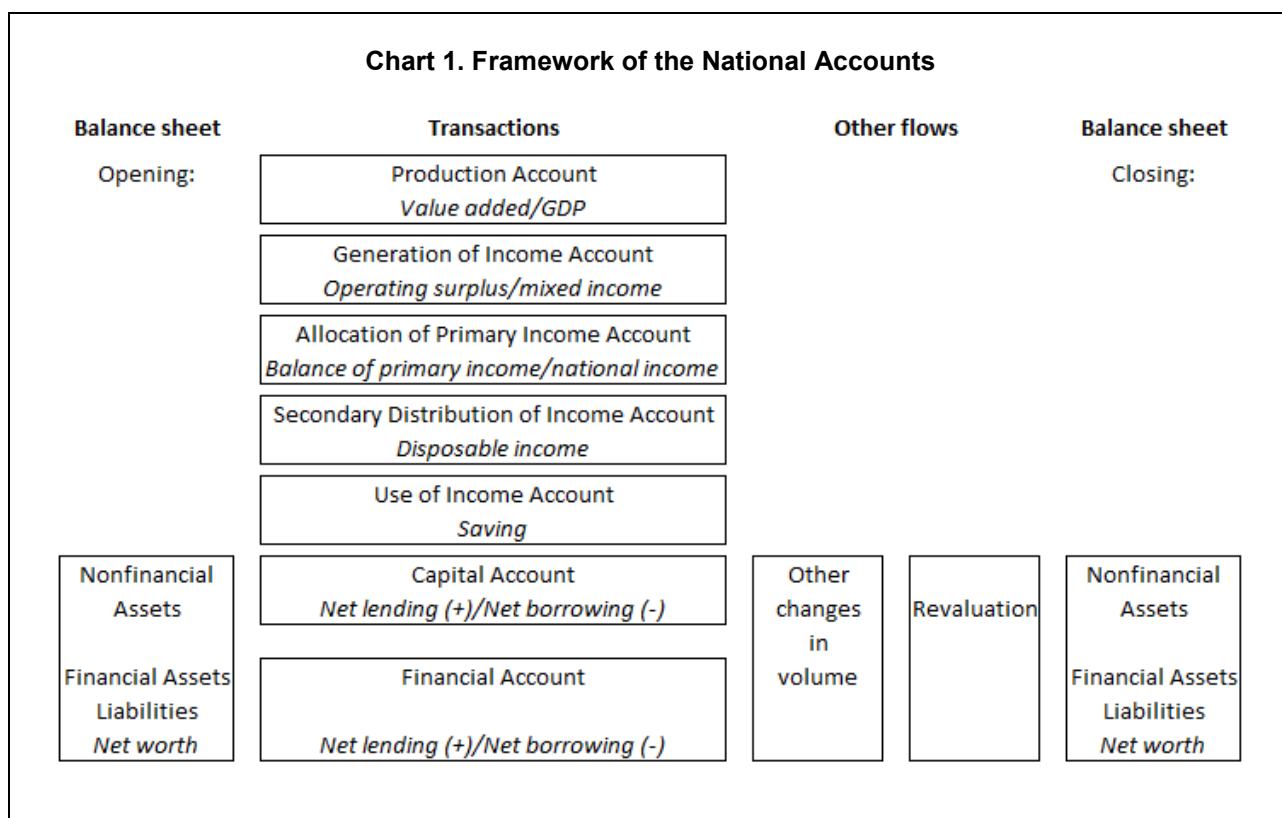 Chart 1. Framework of the National Accounts
Balance sheet
Transactions
Other flows
Balance sheet
Opening:
Closing:
Production Account
Value added/GDP
Generation of Income Account
Operating surplus/mixed income
Allocation of Primary Income Account
Balance of primary income/national income
Secondary Distribution of Income Account
Disposable income
Use of Income Account
Saving
Nonfinancial
Assets
Financial Assets
Liabilities
Net worth
Capital Account
Net lending (+)/Net borrowing (-)
Financial Account
Net lending (+)/Net borrowing (-)
Other
changes
in
volume
Revaluation
Nonfinancial
Assets
Financial Assets
Liabilities
Net worth